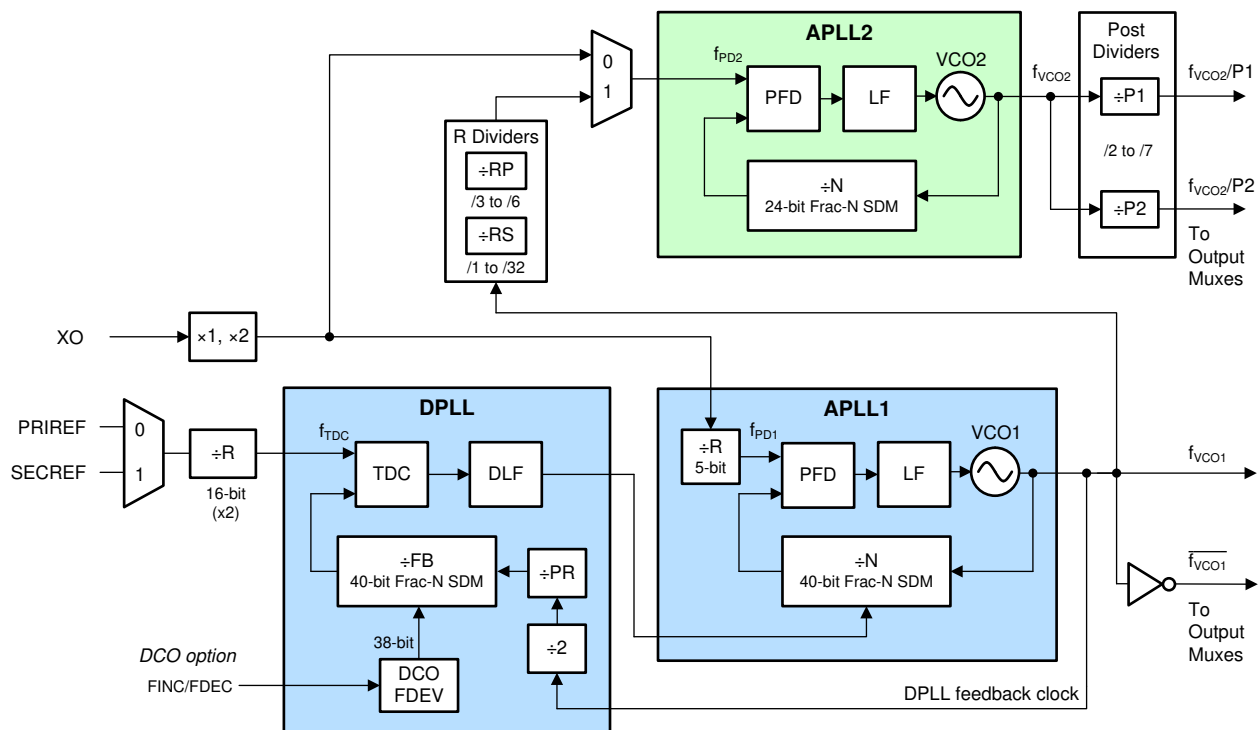 APLL2
Post
Dividers
VCO2
0
1
f_PD2
PFD
LF
f_VCO2
÷P1
f_VCO2/P1
R Dividers
÷RP
/3 to /6
÷RS
/1 to /32
÷N
24-bit Frac-N SDM
/2 to /7
÷P2
f_VCO2/P2
To
Output
Muxes
XO
×1, ×2
DPLL
APLL1
PRIREF
SECREF
0
1
÷R
16-bit
(x2)
f_TDC
TDC
DLF
÷R
5-bit
f_PD1
PFD
LF
VCO1
f_VCO1
÷FB
40-bit Frac-N SDM
÷PR
÷N
40-bit Frac-N SDM
f_VCO1
To
Output
Muxes
38-bit
÷2
DCO option
FINC/FDEC
DCO
FDEV
DPLL feedback clock